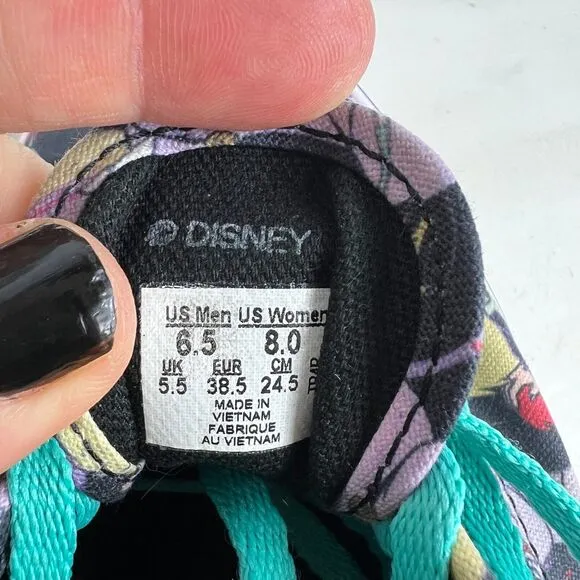 © DISNEY
US Men US Women
6.5 8.0
UK EUR CM
5.5 38.5 24.5
MADE IN
VIETNAM
FABRIQUE
AU VIETNAM